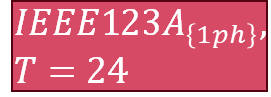 IEEE123A_{1ph},
T = 24